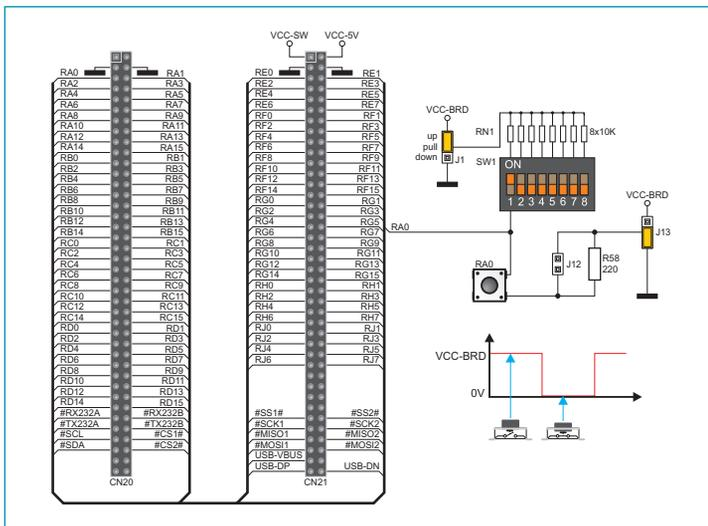 VCC-SW VCC-5V
RA0 RA1
RA2 RA3
RA4 RA5
RA6 RA7
RA8 RA9
RA10 RA11
RA12 RA13
RA14 RA15
RB0 RB1
RB2 RB3
RB4 RB5
RB6 RB7
RB8 RB9
RB10 RB11
RB12 RB13
RB14 RB15
RC0 RC1
RC2 RC3
RC4 RC5
RC6 RC7
RC8 RC9
RC10 RC11
RC12 RC13
RC14 RC15
RD0 RD1
RD2 RD3
RD4 RD5
RD6 RD7
RD8 RD9
RD10 RD11
RD12 RD13
RD14 RD15
#RX232A #RX232B
#TX232A #TX232B
#SCL #CS1#
#SDA #CS2#
CN20
RE0 RE1
RE2 RE3
RE4 RE5
RE6 RE7
RF0 RF1
RF2 RF3
RF4 RF5
RF6 RF7
RF8 RF9
RF10 RF11
RF12 RF13
RF14 RF15
RG0 RG1
RG2 RG3
RG4 RG5
RG6 RG7
RG8 RG9
RG10 RG11
RG12 RG13
RG14 RG15
RH0 RH1
RH2 RH3
RH4 RH5
RH6 RH7
RJ0 RJ1
RJ2 RJ3
RJ4 RJ5
RJ6 RJ7
#SS1# #SS2#
#SCK1 #SCK2
#MISO1 #MISO2
#MOSI1 #MOSI2
USB-VBUS
USB-DP USB-DN
CN21
VCC-BRD
up
pull
down
J1
RN1
8x10K
SW1
ON
1 2 3 4 5 6 7 8
RA0
VCC-BRD
J13
RA0
J12
R58
220
VCC-BRD
0V